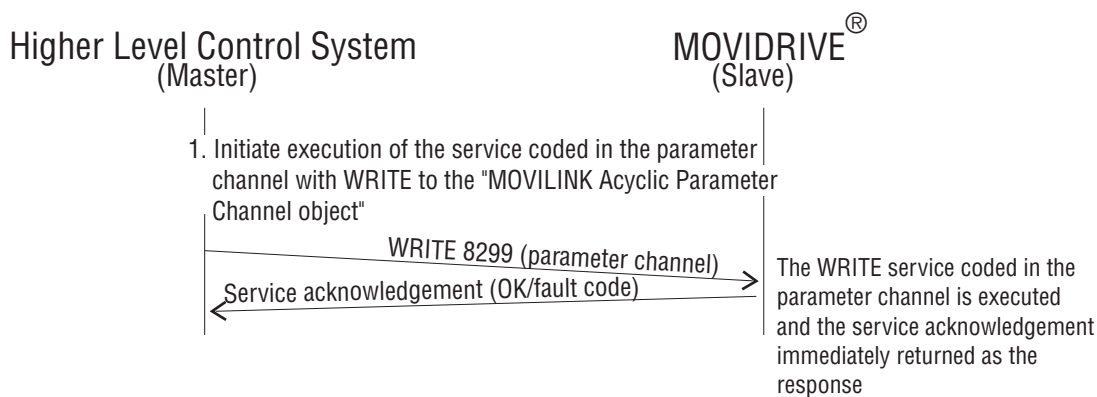 Higher Level Control System
(Master)
MOVIDRIVE®
(Slave)
1. Initiate execution of the service coded in the parameter
channel with WRITE to the "MOVILINK Acyclic Parameter
Channel object"
WRITE 8299 (parameter channel)
Service acknowledgement (OK/fault code)
The WRITE service coded in the
parameter channel is executed
and the service acknowledgement
immediately returned as the
response